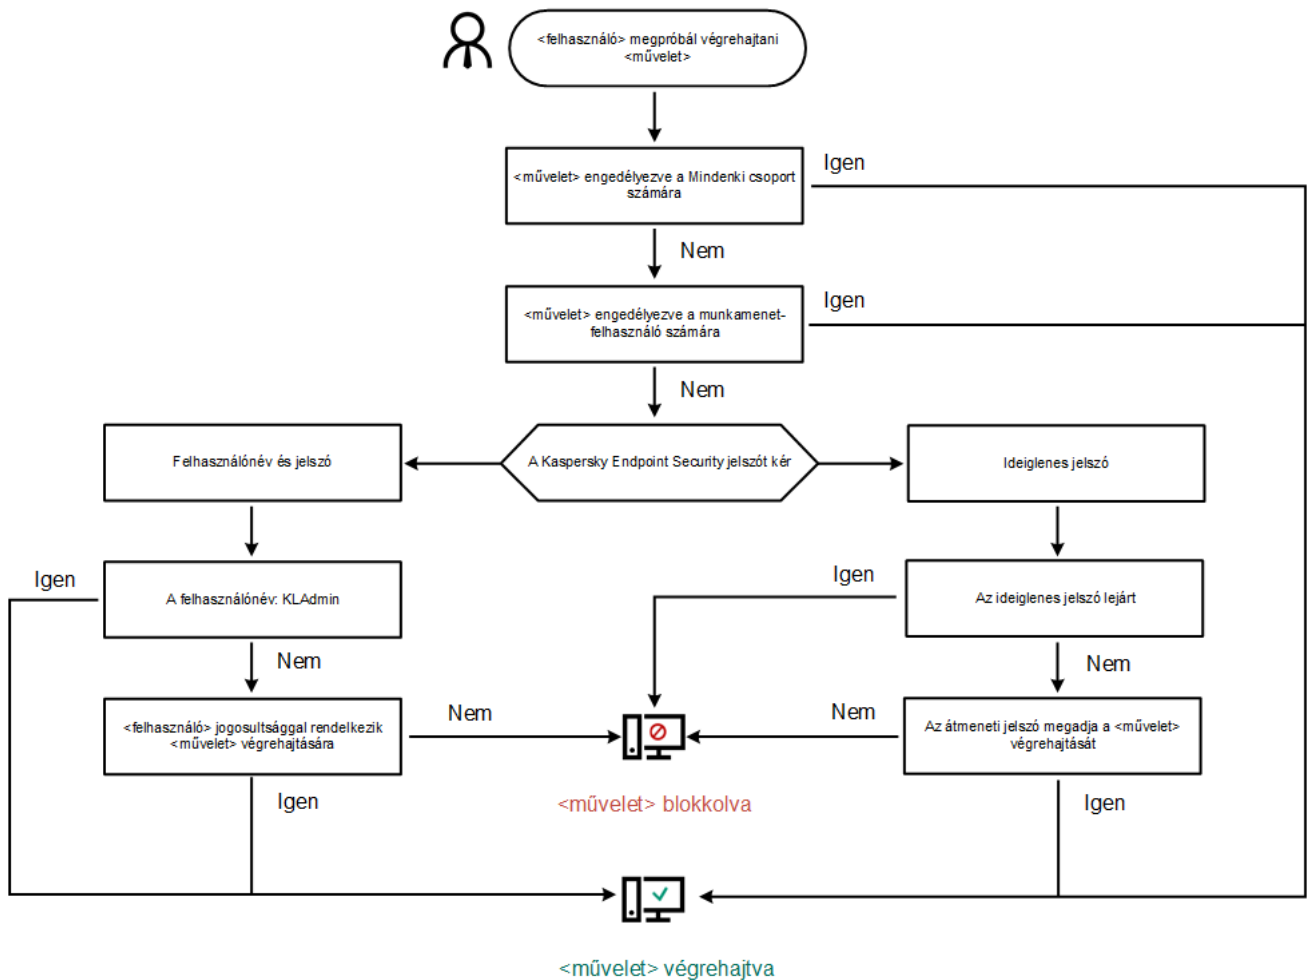 <felhasználó> megpróbál végrehajtani
<művelet>
Igen
<művelet> engedélyezve a Mindenki csoport
számára
Nem
Igen
<művelet> engedélyezve a munkamenet-
felhasználó számára
Nem
Felhasználónév és jelszó
A Kaspersky Endpoint Security jelszót kér
Ideiglenes jelszó
Igen
A felhasználónév: KLAdmin
Igen
Az ideiglenes jelszó lejárt
Nem
Nem
<felhasználó> jogosultsággal rendelkezik
<művelet> végrehajtására
Nem
Nem
Az átmeneti jelszó megadja a <művelet>
végrehajtását
<művelet> blokkolva
Igen
Igen
<művelet> végrehajtva